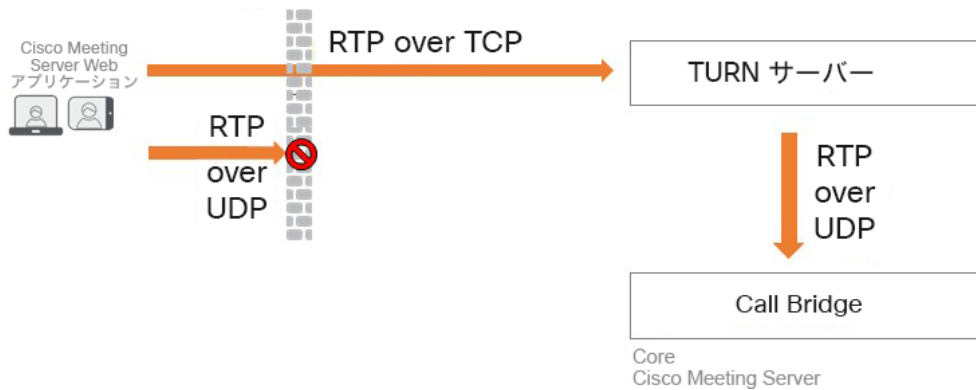 Cisco Meeting
Server Web
アプリケーション
RTP over TCP
TURN サーバー
RTP
over
UDP
RTP
over
UDP
Call Bridge
Core
Cisco Meeting Server